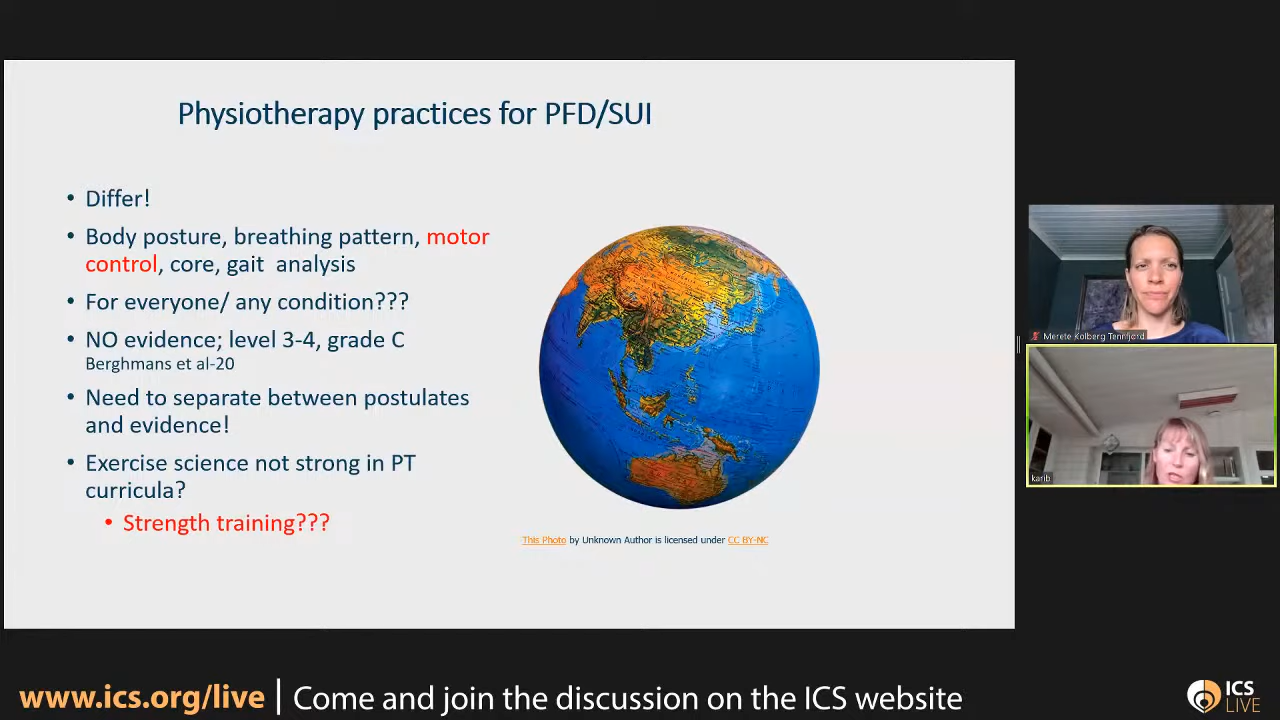 Physiotherapy practices for PFD/SUI
• Differ!
• Body posture, breathing pattern, motor
control, core, gait analysis
• For everyone/ any condition???
• NO evidence; level 3-4, grade C
Berghmans et al-20
• Need to separate between postulates
and evidence!
• Exercise science not strong in PT
curricula?
• Strength training???
This Photo by Unknown Author is licensed under CC BY-NC
Merete Kolberg Tennfjord
karib
www.ics.org/live | Come and join the discussion on the ICS website
ICS
LIVE